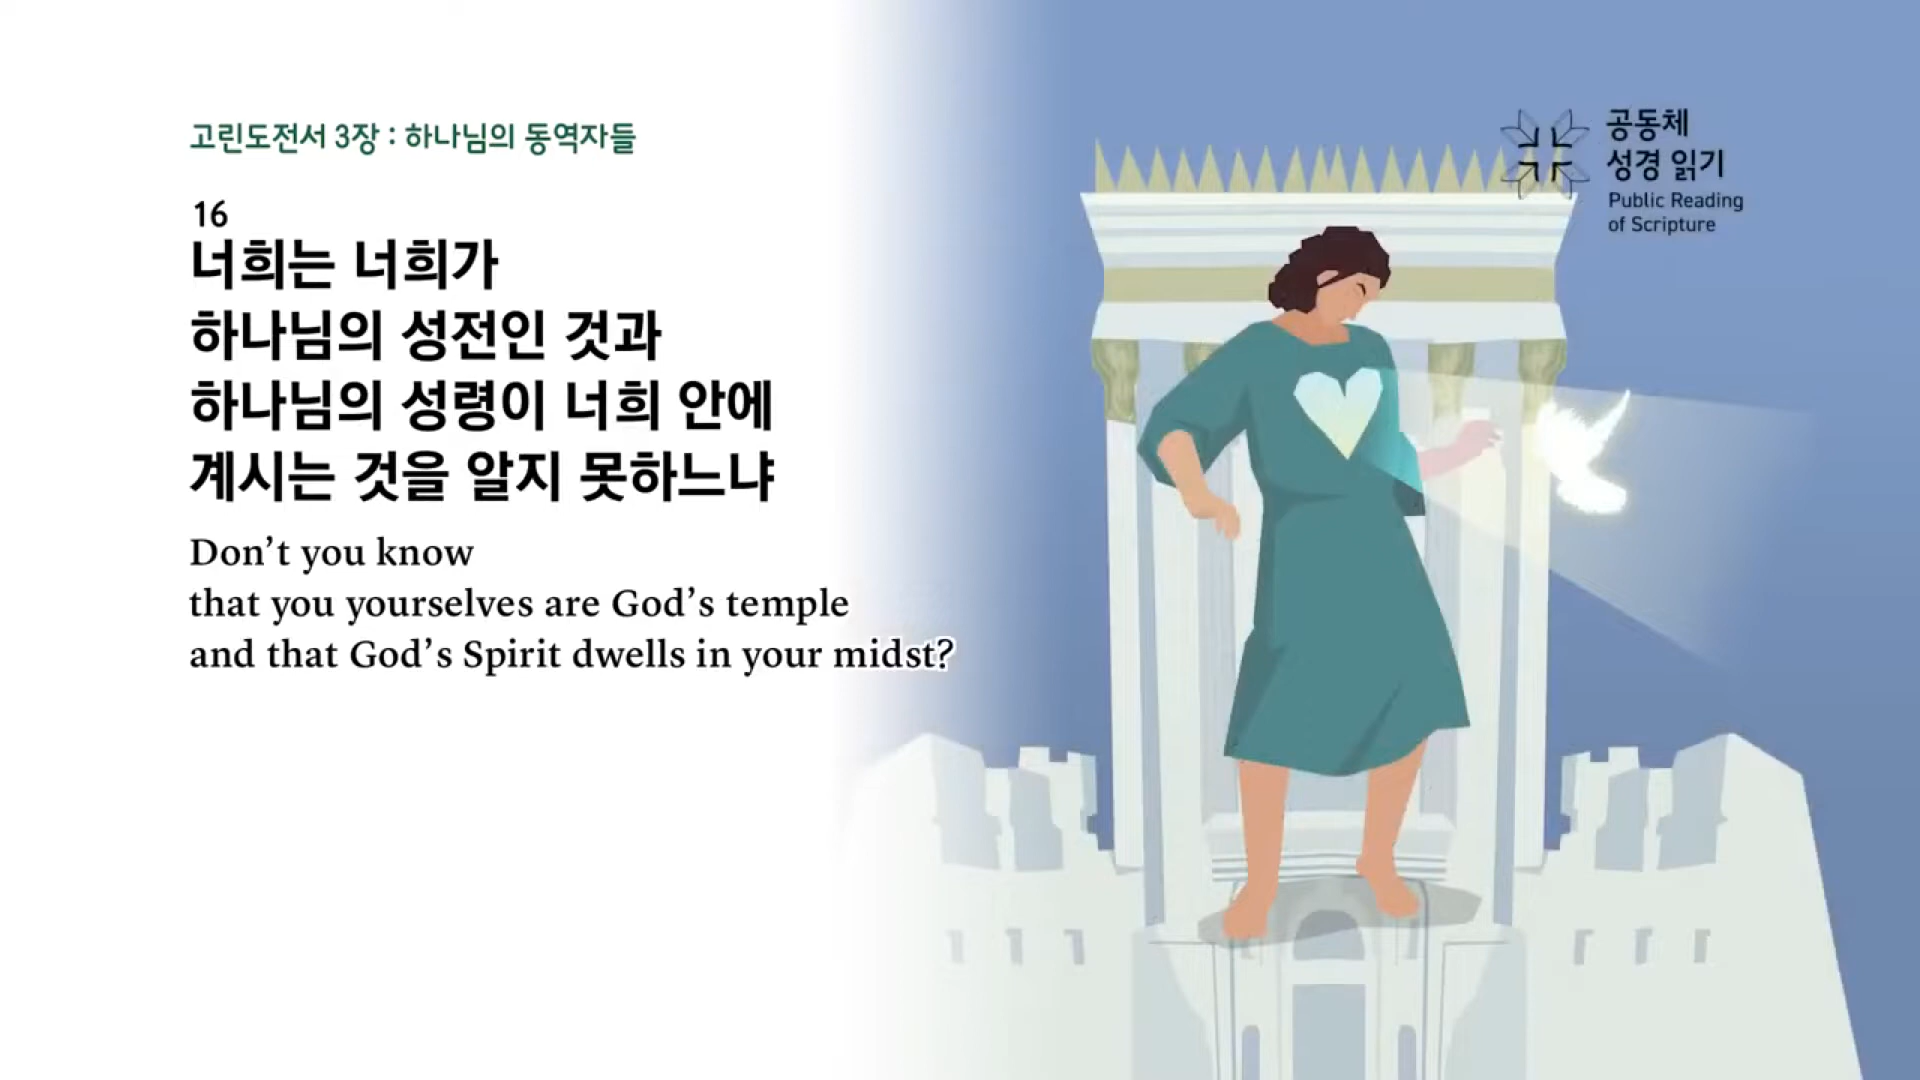 고린도전서 3장 : 하나님의 동역자들
16
너희는 너희가
하나님의 성전인 것과
하나님의 성령이 너희 안에
계시는 것을 알지 못하느냐
Don’t you know
that you yourselves are God’s temple
and that God’s Spirit dwells in your midst?
공동체
성경 읽기
Public Reading
of Scripture